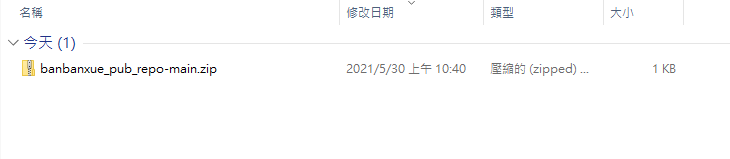 名稱 修改日期 類型 大小
今天 (1)
banbanxue_pub_repo-main.zip 2021/5/30 上午 10:40 壓縮的 (zipped) ... 1 KB